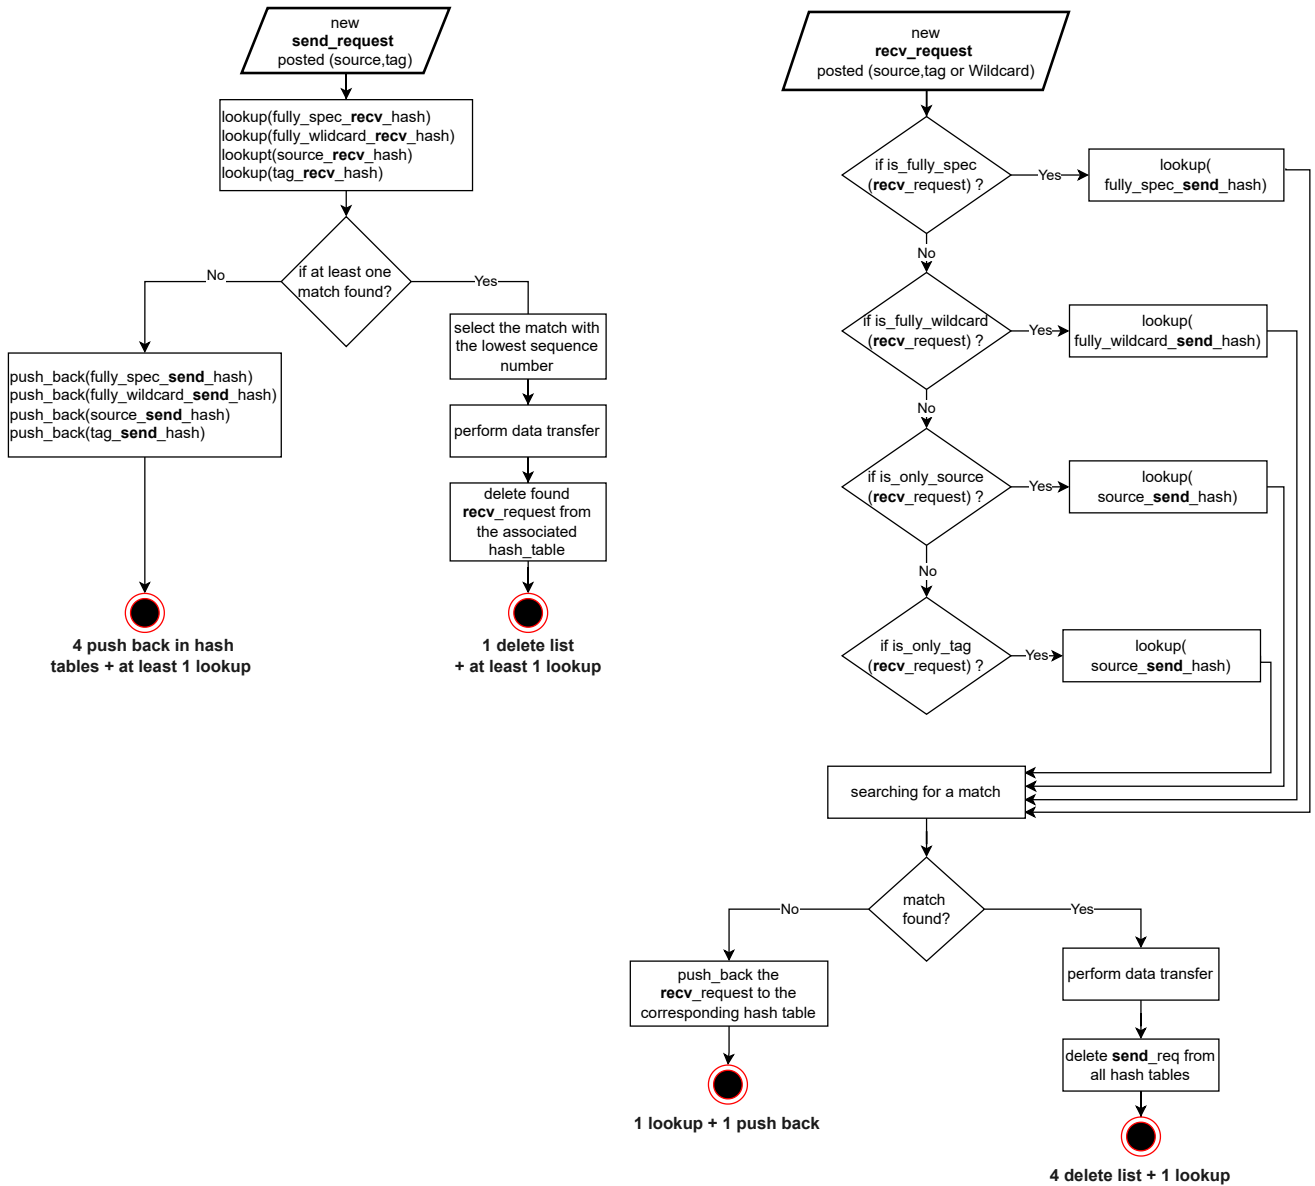 new
send_request
posted (source,tag)
lookup(fully_spec_recv_hash)
lookup(fully_wlidcard_recv_hash)
lookupt(source_recv_hash)
lookup(tag_recv_hash)
if at least one
match found?
No
Yes
push_back(fully_spec_send_hash)
push_back(fully_wildcard_send_hash)
push_back(source_send_hash)
push_back(tag_send_hash)
select the match with
the lowest sequence
number
perform data transfer
delete found
recv_request from
the associated
hash_table
4 push back in hash
tables + at least 1 lookup
1 delete list
+ at least 1 lookup
new
recv_request
posted (source,tag or Wildcard)
if is_fully_spec
(recv_request) ?
Yes
lookup(
fully_spec_send_hash)
No
if is_fully_wildcard
(recv_request) ?
Yes
lookup(
fully_wildcard_send_hash)
No
if is_only_source
(recv_request) ?
Yes
lookup(
source_send_hash)
No
if is_only_tag
(recv_request) ?
Yes
lookup(
source_send_hash)
searching for a match
match
found?
No
Yes
push_back the
recv_request to the
corresponding hash table
1 lookup + 1 push back
perform data transfer
delete send_req from
all hash tables
4 delete list + 1 lookup